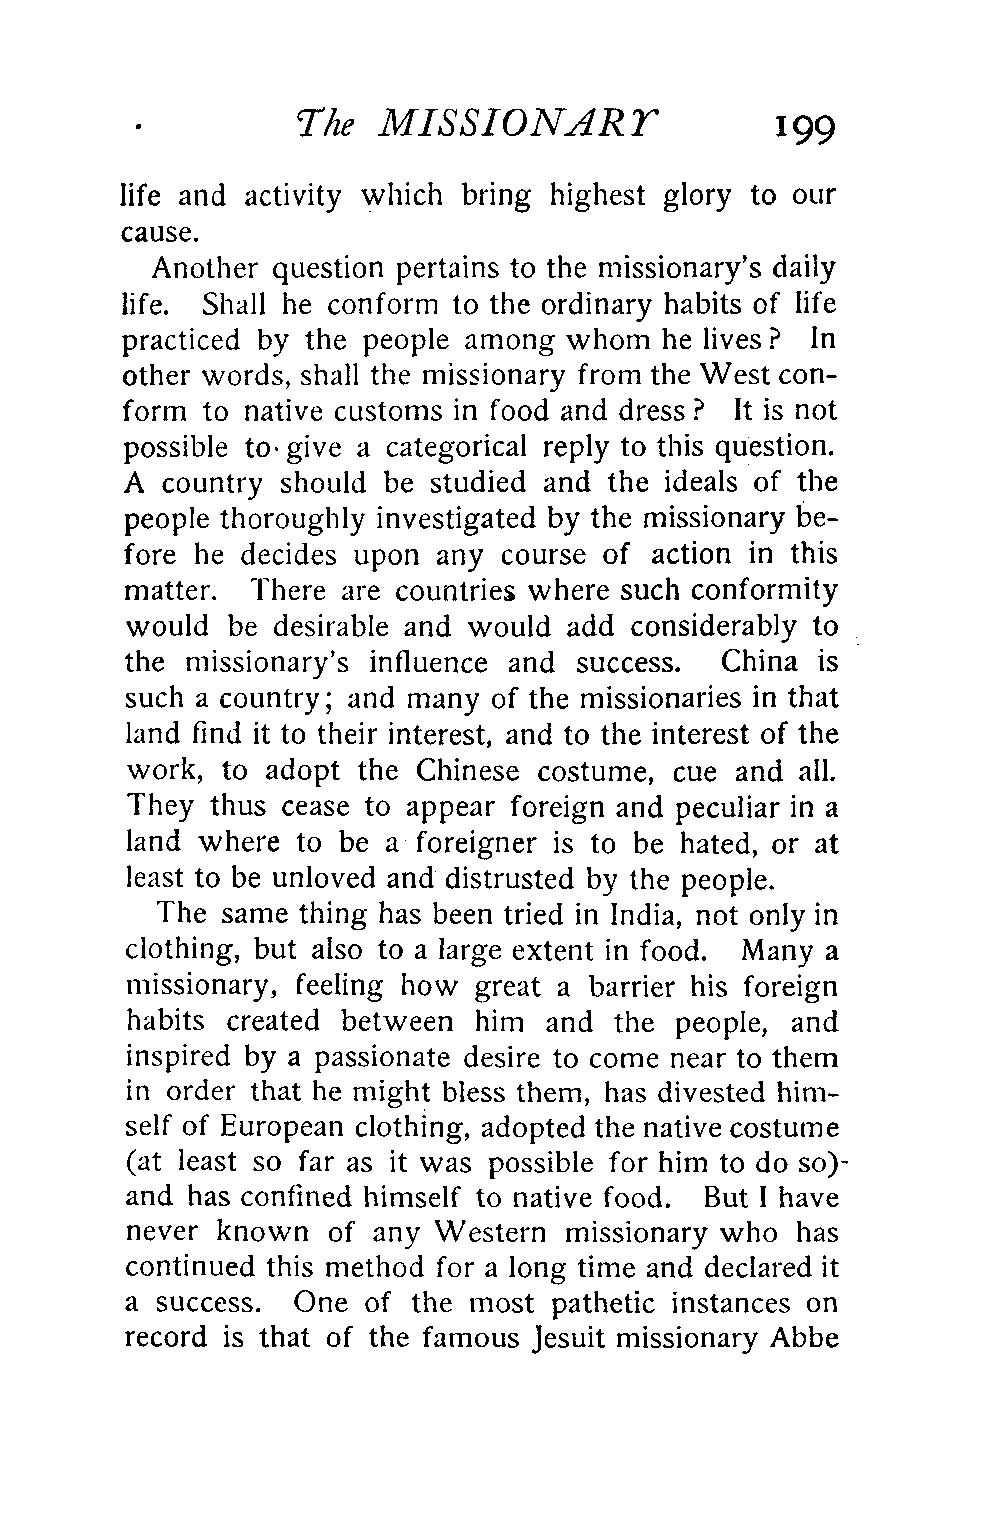 The MISSIONARY 199
life and activity which bring highest glory to our
cause.
Another question pertains to the missionary's daily
life. Shall he conform to the ordinary habits of life
practiced by the people among whom he lives? In
other words, shall the missionary from the West con-
form to native customs in food and dress? It is not
possible to give a categorical reply to this question.
A country should be studied and the ideals of the
people thoroughly investigated by the missionary be-
fore he decides upon any course of action in this
matter. There are countries where such conformity
would be desirable and would add considerably to
the missionary's influence and success. China is
such a country; and many of the missionaries in that
land find it to their interest, and to the interest of the
work, to adopt the Chinese costume, cue and all.
They thus cease to appear foreign and peculiar in a
land where to be a foreigner is to be hated, or at
least to be unloved and distrusted by the people.
The same thing has been tried in India, not only in
clothing, but also to a large extent in food. Many a
missionary, feeling how great a barrier his foreign
habits created between him and the people, and
inspired by a passionate desire to come near to them
in order that he might bless them, has divested him-
self of European clothing, adopted the native costume
(at least so far as it was possible for him to do so)-
and has confined himself to native food. But I have
never known of any Western missionary who has
continued this method for a long time and declared it
a success. One of the most pathetic instances on
record is that of the famous Jesuit missionary Abbe